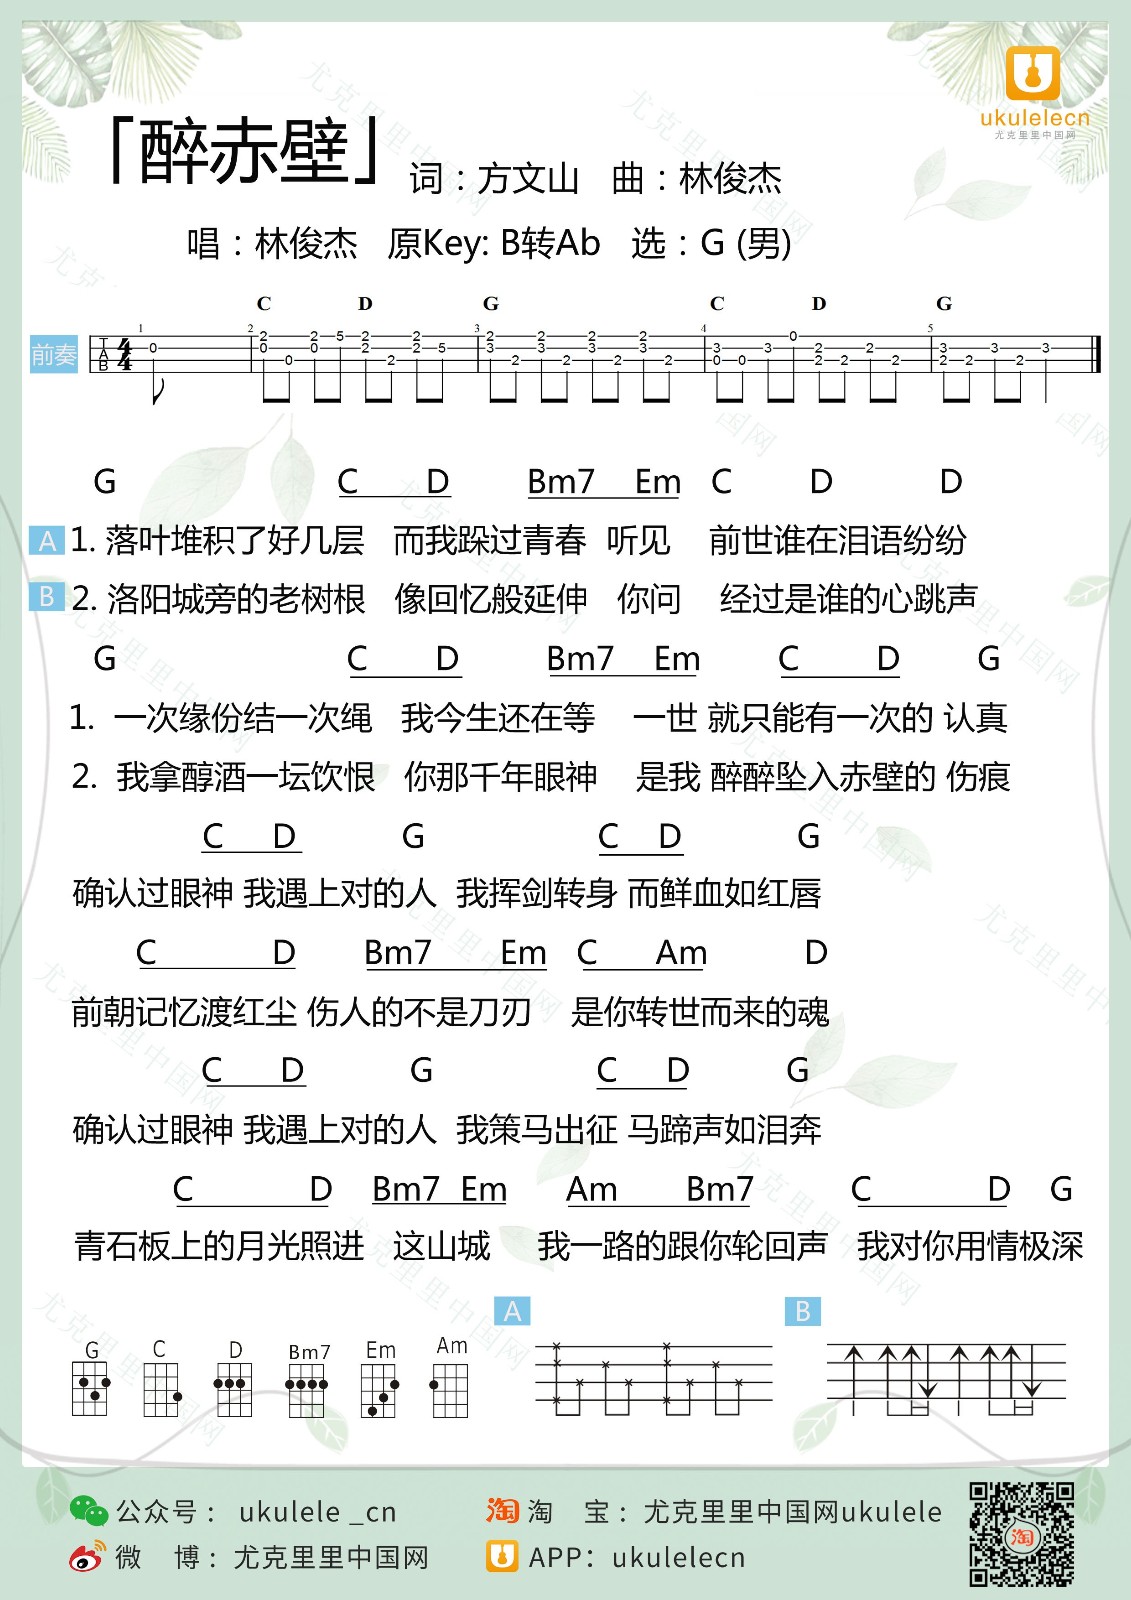 ukulelecn
尤克里里中国网
「醉赤壁」 词：方文山 曲：林俊杰
唱：林俊杰 原Key: B转Ab 选：G (男)
C D G C D G
前奏
1 2 3 4 5
T A B 4 4
0 2 0 0 2 0 5 2 2 2 2 2 5 2 3 2 2 3 2 2 3 2 2 3 2 3 0 0 3 0 2 2 2 2 2 3 2 2 3 2 3
G C D Bm7 Em C D D
A 1. 落叶堆积了好几层 而我跺过青春 听见 前世谁在泪语纷纷
B 2. 洛阳城旁的老树根 像回忆般延伸 你问 经过是谁的心跳声
G C D Bm7 Em C D G
1. 一次缘份结一次绳 我今生还在等 一世 就只能有一次的 认真
2. 我拿醇酒一坛饮恨 你那千年眼神 是我 醉醉坠入赤壁的 伤痕
C D G C D G
确认过眼神 我遇上对的人 我挥剑转身 而鲜血如红唇
C D Bm7 Em C Am D
前朝记忆渡红尘 伤人的不是刀刃 是你转世而来的魂
C D G C D G
确认过眼神 我遇上对的人 我策马出征 马蹄声如泪奔
C D Bm7 Em Am Bm7 C D G
青石板上的月光照进 这山城 我一路的跟你轮回声 我对你用情极深
A B
G C D Bm7 Em Am
公众号： ukulele _cn
淘 宝：尤克里里中国网ukulele
微 博：尤克里里中国网
APP：ukulelecn
淘